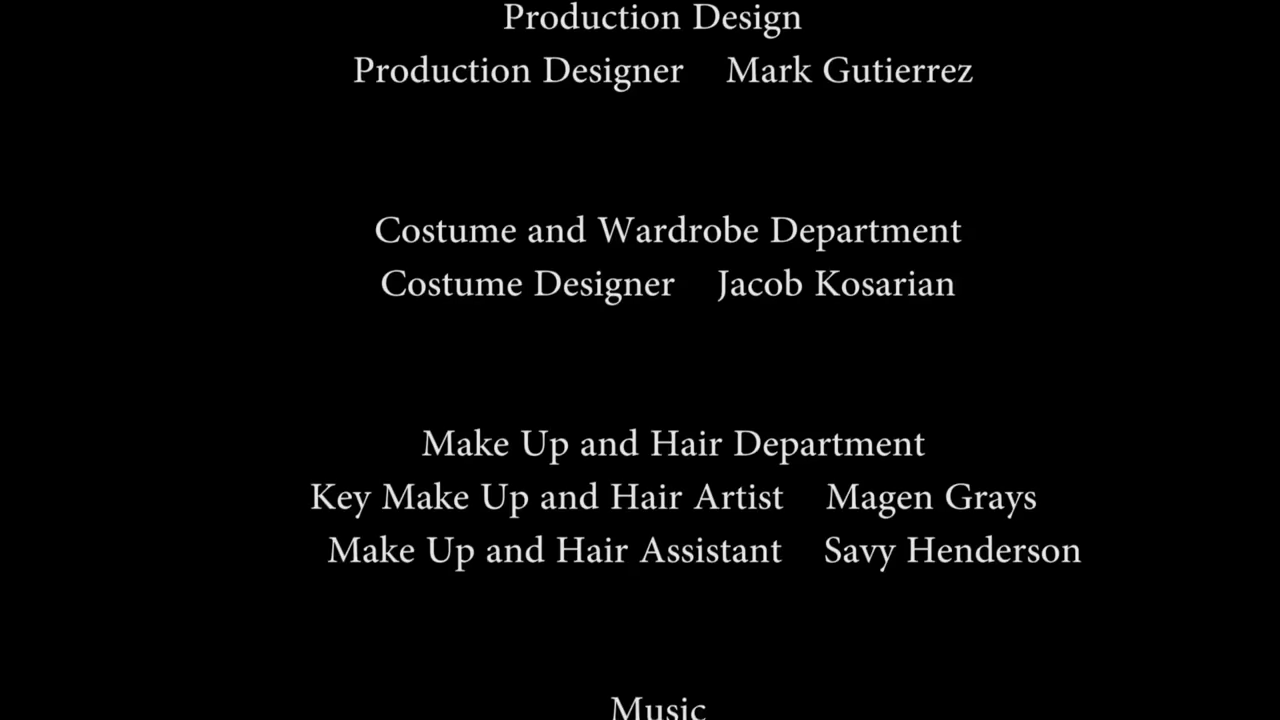 Production Design
Production Designer Mark Gutierrez
Costume and Wardrobe Department
Costume Designer Jacob Kosarian
Make Up and Hair Department
Key Make Up and Hair Artist Magen Grays
Make Up and Hair Assistant Savy Henderson
Music